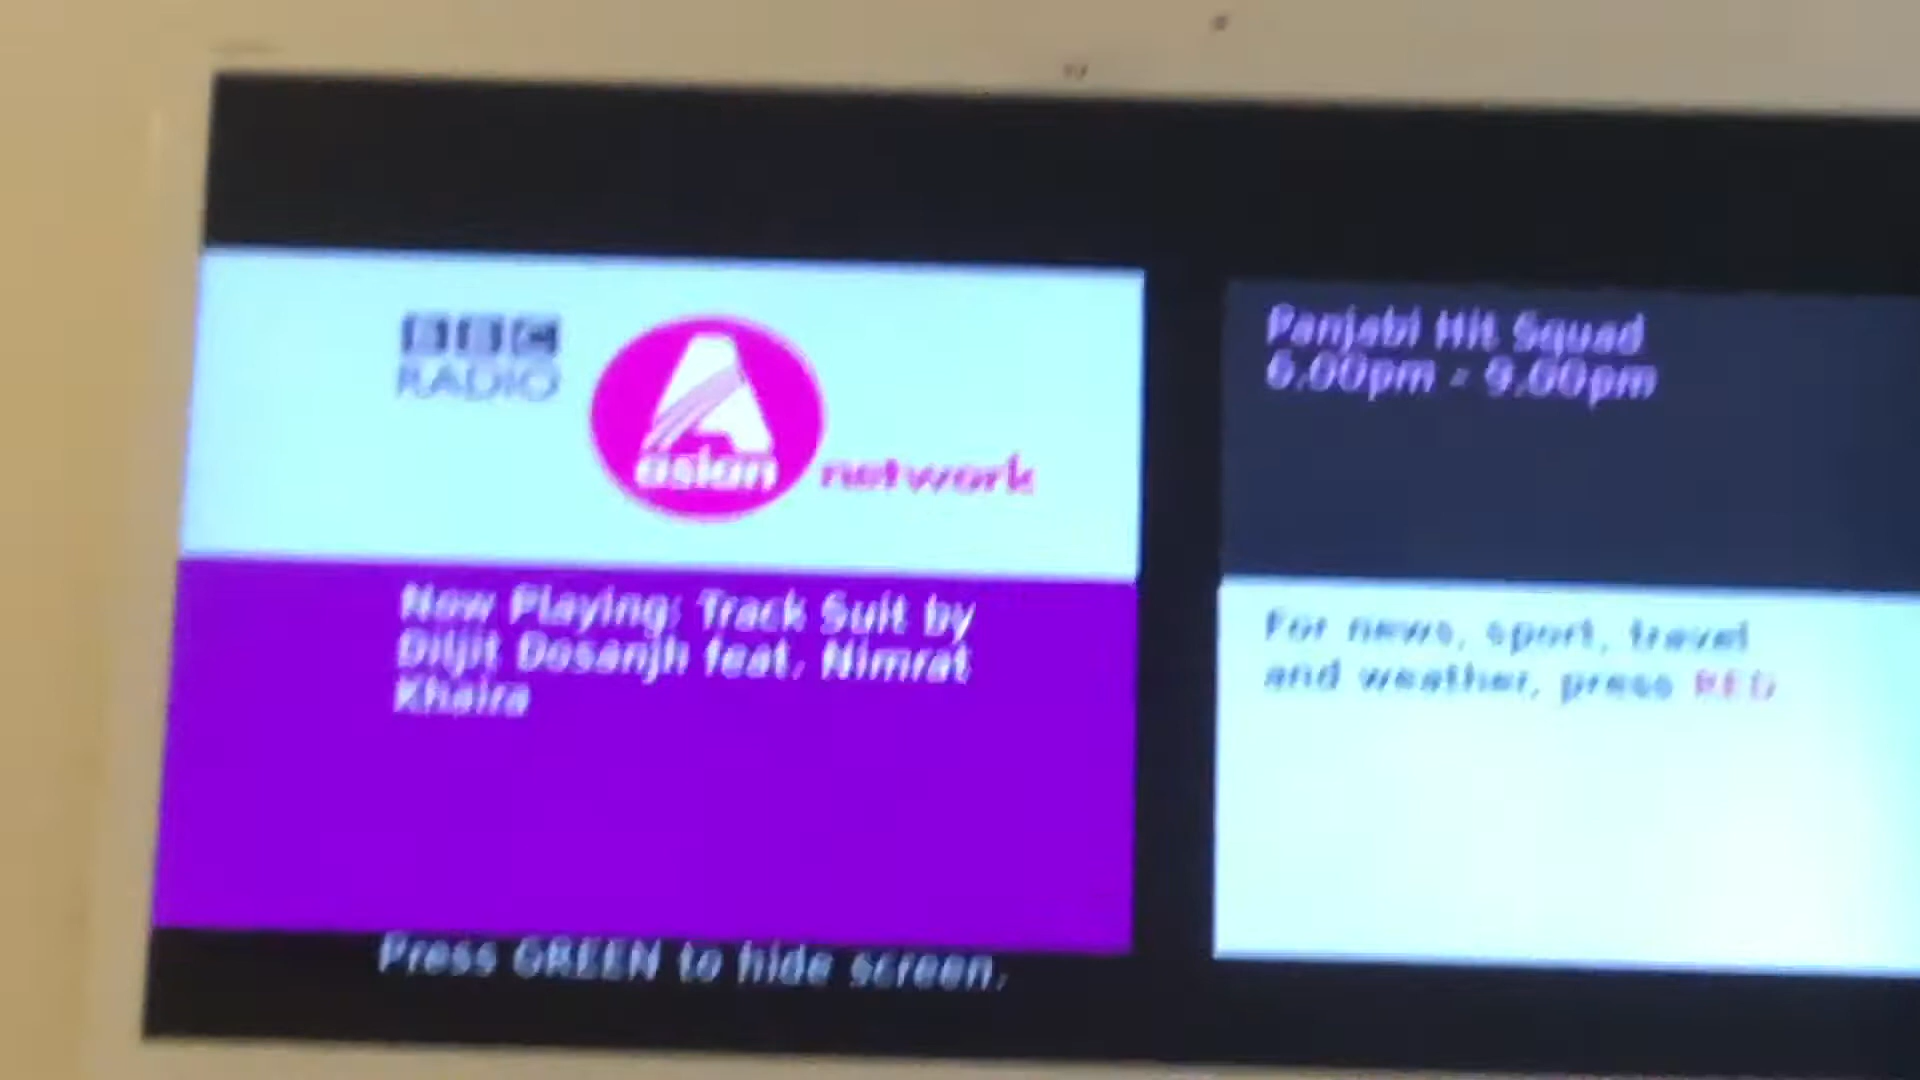 BBC
RADIO
asian network
Now Playing: Track Suit by
Diljit Dosanjh feat. Nimrat
Khaira
Press GREEN to hide screen.
Panjabi Hit Squad
6.00pm - 9.00pm
For news, sport, travel
and weather, press RED